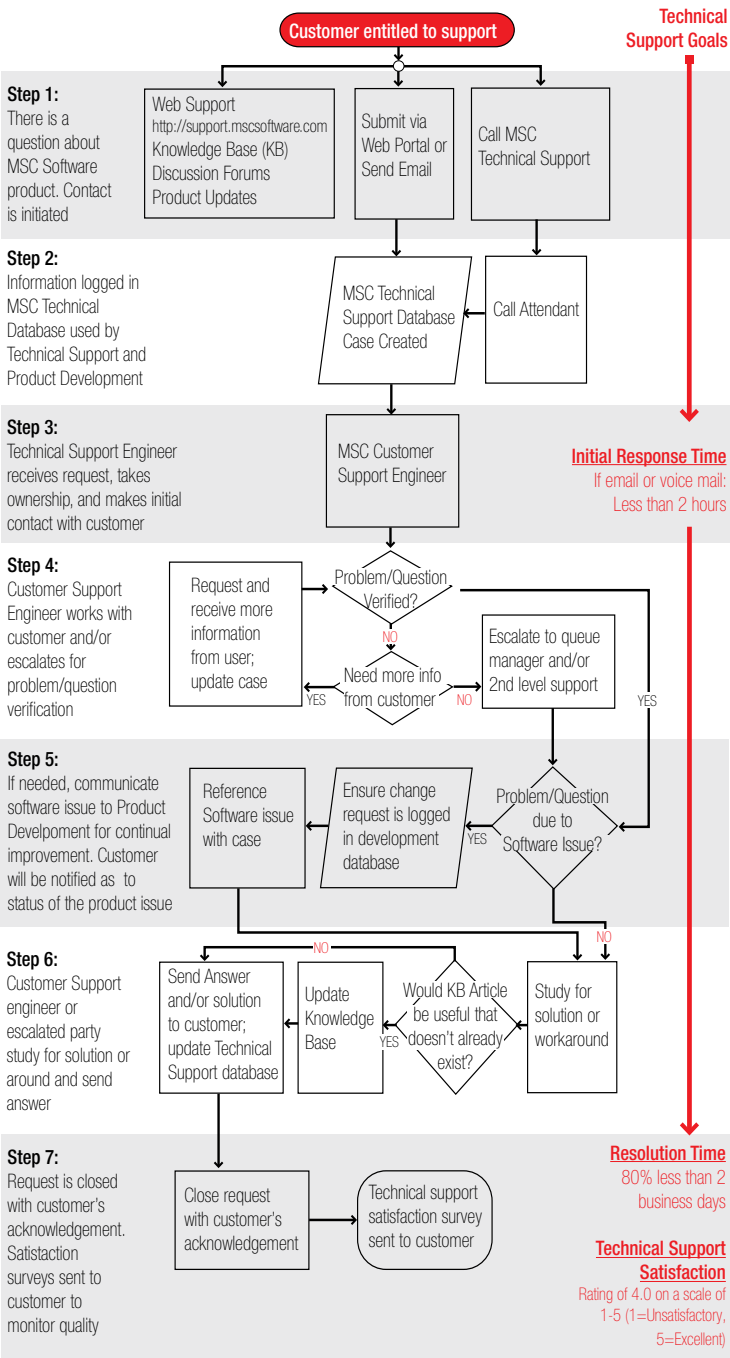 Customer entitled to support
Technical
Support Goals
Step 1:
There is a
question about
MSC Software
product. Contact
is initiated
Web Support
http://support.mscsoftware.com
Knowledge Base (KB)
Discussion Forums
Product Updates
Submit via
Web Portal or
Send Email
Call MSC
Technical Support
Step 2:
Information logged in
MSC Technical
Database used by
Technical Support and
Product Development
MSC Technical
Support Database
Case Created
Call Attendant
Step 3:
Technical Support Engineer
receives request, takes
ownership, and makes initial
contact with customer
MSC Customer
Support Engineer
Initial Response Time
If email or voice mail:
Less than 2 hours
Step 4:
Customer Support
Engineer works with
customer and/or
escalates for
problem/question
verification
Request and
receive more
information
from user;
update case
Problem/Question
Verified?
NO
Need more info
from customer
YES
NO
Escalate to queue
manager and/or
2nd level support
YES
Step 5:
If needed, communicate
software issue to Product
Develpoment for continual
improvement. Customer
will be notified as to
status of the product issue
Reference
Software issue
with case
Ensure change
request is logged
in development
database
YES
Problem/Question
due to
Software Issue?
NO
Step 6:
Customer Support
engineer or
escalated party
study for solution or
around and send
answer
NO
Send Answer
and/or solution
to customer;
update Technical
Support database
Update
Knowledge
Base
YES
Would KB Article
be useful that
doesn't already
exist?
Study for
solution or
workaround
Step 7:
Request is closed
with customer's
acknowledgement.
Satistaction
surveys sent to
customer to
monitor quality
Close request
with customer's
acknowledgement
Technical support
satisfaction survey
sent to customer
Resolution Time
80% less than 2
business days
Technical Support
Satisfaction
Rating of 4.0 on a scale of
1-5 (1=Unsatisfactory,
5=Excellent)